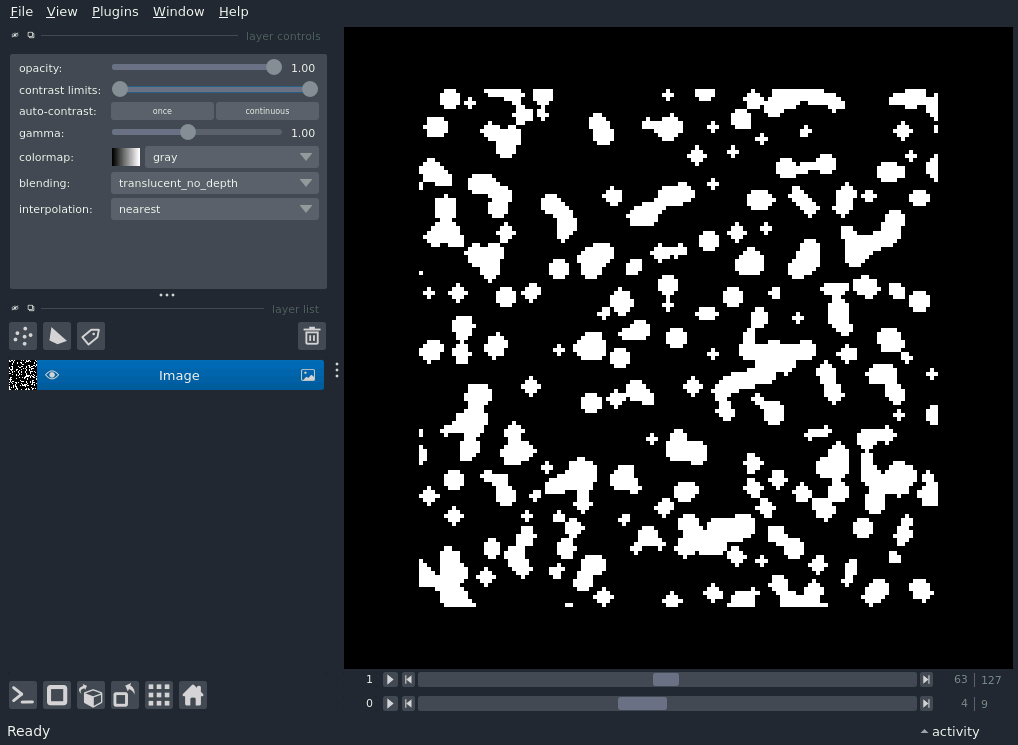 File View Plugins Window Help
layer controls
opacity: 1.00
contrast limits:
auto-contrast: once continuous
gamma: 1.00
colormap: gray
blending: translucent_no_depth
interpolation: nearest
layer list
Image
1 63 127
0 4 9
Ready activity